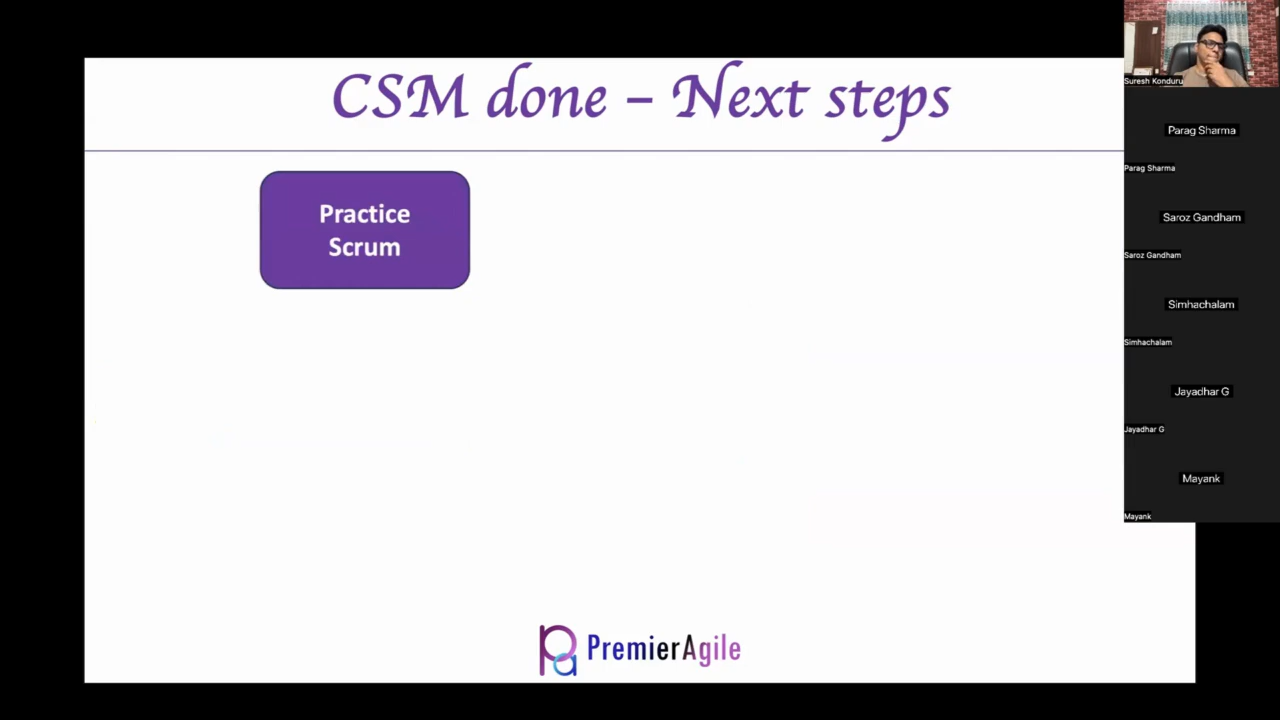 CSM done – Next steps
Practice
Scrum
PremierAgile
Suresh Konduru
Parag Sharma
Parag Sharma
Saroz Gandham
Saroz Gandham
Simhachalam
Simhachalam
Jayadhar G
Jayadhar G
Mayank
Mayank